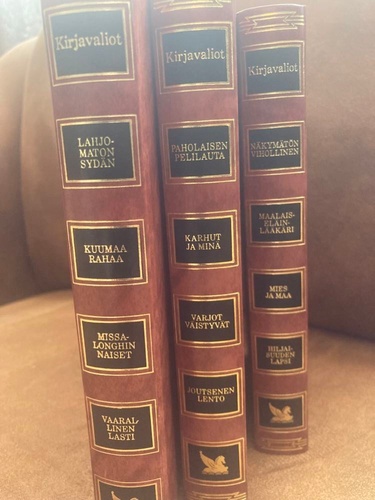 Kirjavaliot
LAHJO-
MATON
SYDÄN
KUUMAA
RAHAA
MISSA-
LONGHIN
NAISET
VAARAL
LINEN
LASTI
Kirjavaliot
PAHOLAISEN
PELILAUTA
KARHUT
JA MINÄ
VARJOT
VÄISTYVÄT
JOUTSENEN
LENTO
Kirjavaliot
NÄKYMÄTÖN
VIHOLLINEN
MAALAIS-
ELÄIN-
LÄÄKÄRI
MIES
JA MAA
HILJAI-
SUUDEN
LAPSI